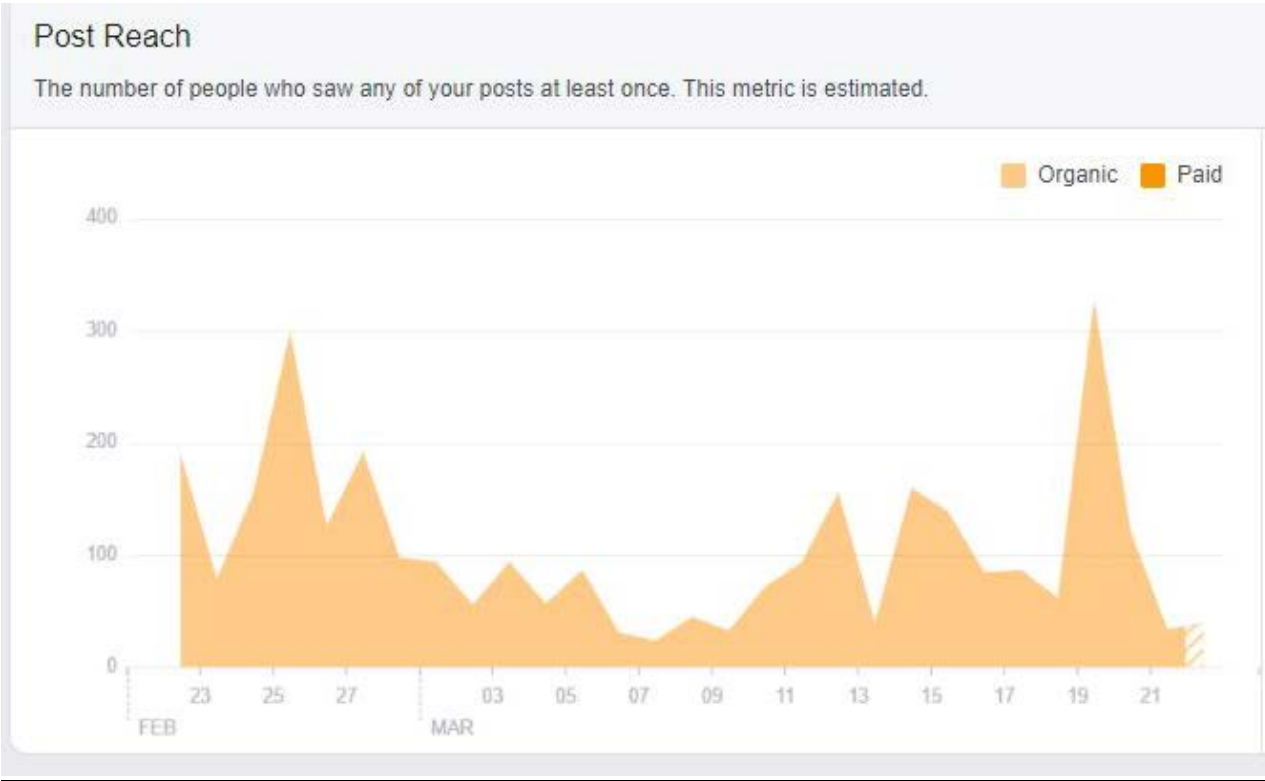 Post Reach
The number of people who saw any of your posts at least once. This metric is estimated.
Organic Paid
400
300
200
100
0
23 25 27 03 05 07 09 11 13 15 17 19 21
FEB MAR